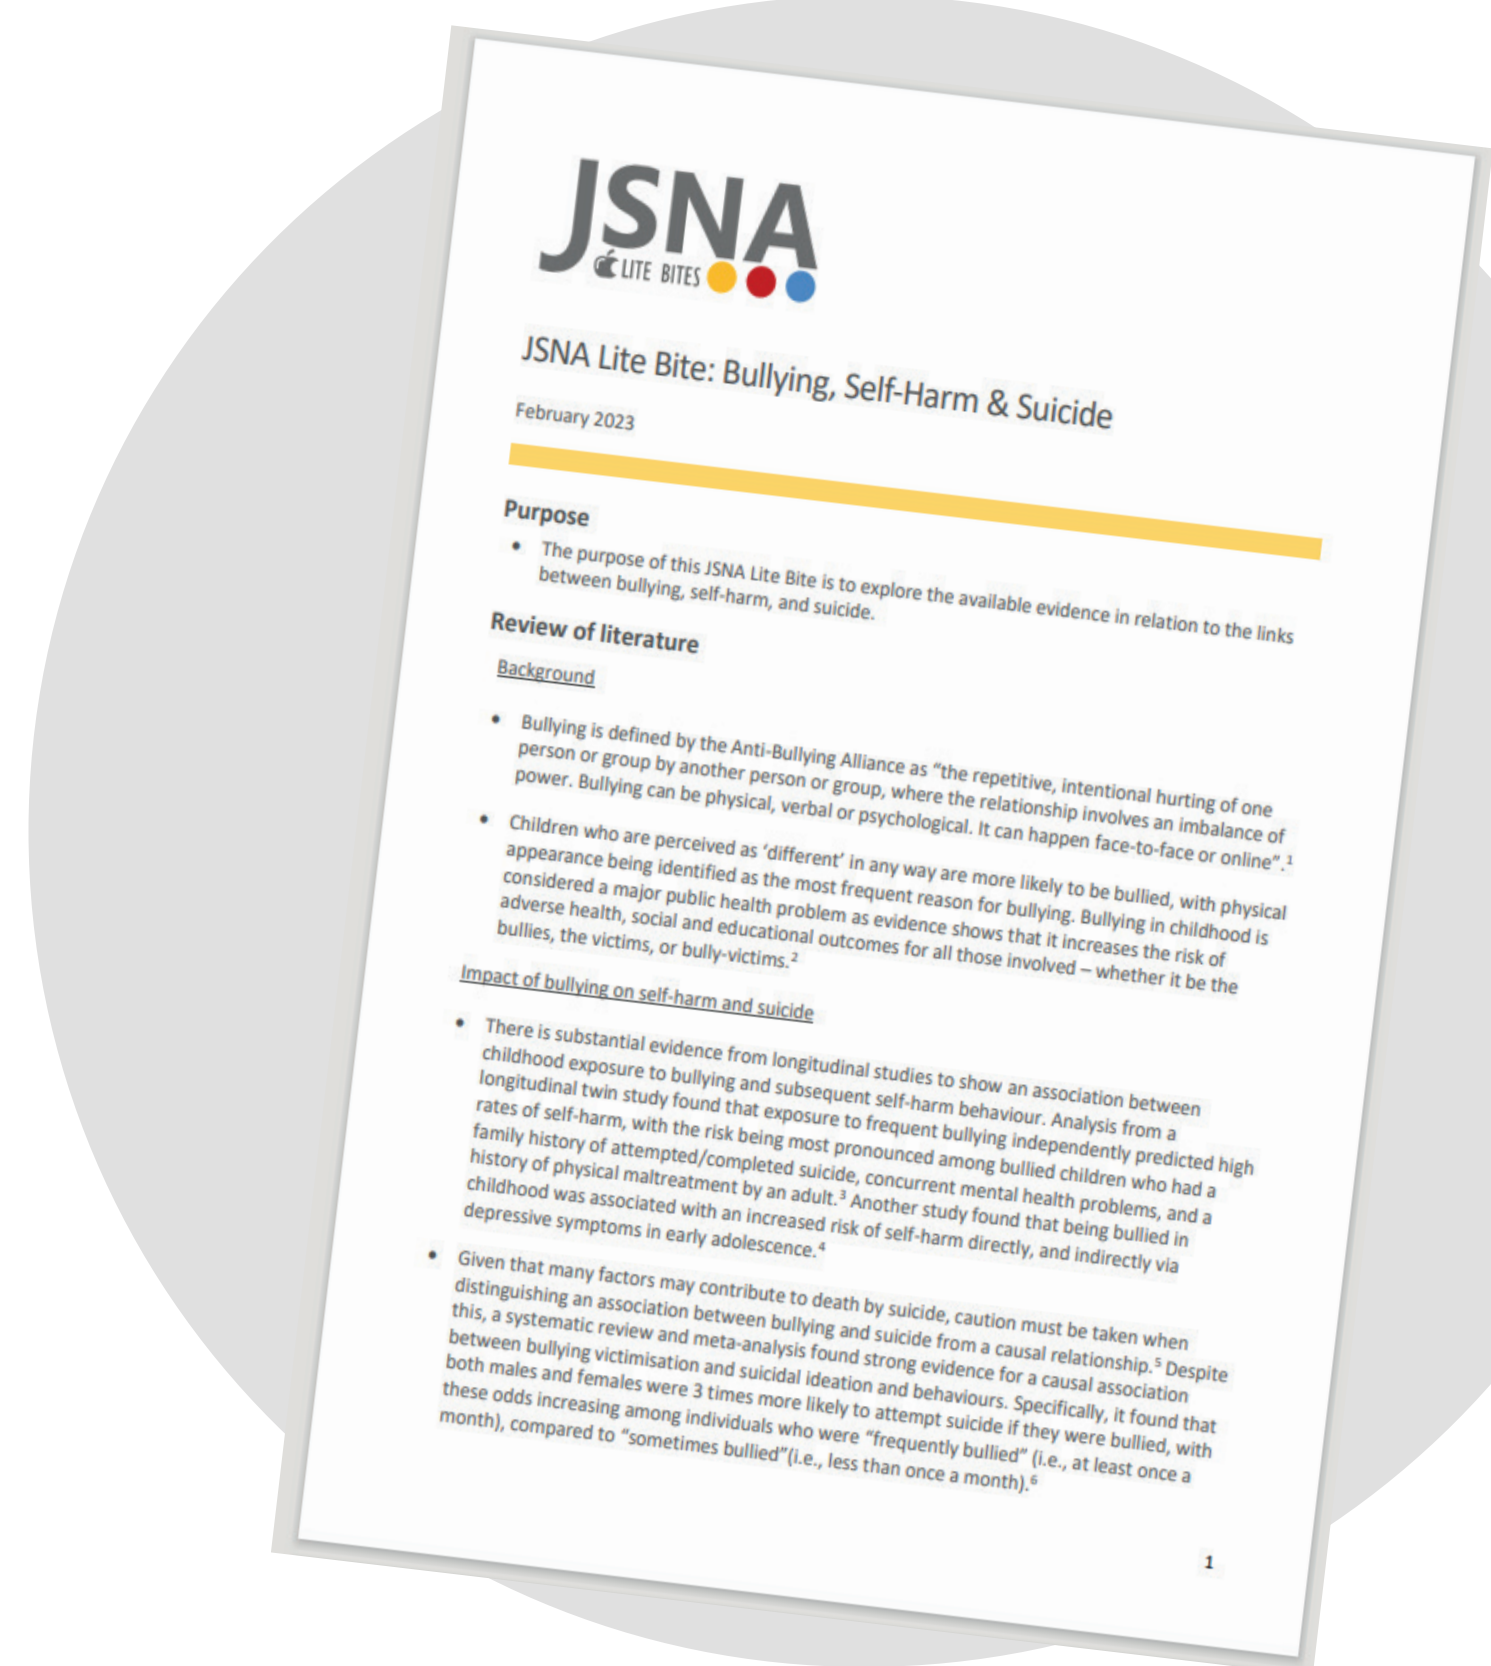 JSNA
LITE BITES
JSNA Lite Bite: Bullying, Self-Harm & Suicide
February 2023
Purpose
• The purpose of this JSNA Lite Bite is to explore the available evidence in relation to the links
between bullying, self-harm, and suicide.
Review of literature
Background
• Bullying is defined by the Anti-Bullying Alliance as “the repetitive, intentional hurting of one
person or group by another person or group, where the relationship involves an imbalance of
power. Bullying can be physical, verbal or psychological. It can happen face-to-face or online”.¹
• Children who are perceived as ‘different’ in any way are more likely to be bullied, with physical
appearance being identified as the most frequent reason for bullying. Bullying in childhood is
considered a major public health problem as evidence shows that it increases the risk of
adverse health, social and educational outcomes for all those involved – whether it be the
bullies, the victims, or bully-victims.²
Impact of bullying on self-harm and suicide
• There is substantial evidence from longitudinal studies to show an association between
childhood exposure to bullying and subsequent self-harm behaviour. Analysis from a
longitudinal twin study found that exposure to frequent bullying independently predicted high
rates of self-harm, with the risk being most pronounced among bullied children who had a
family history of attempted/completed suicide, concurrent mental health problems, and a
history of physical maltreatment by an adult.³ Another study found that being bullied in
childhood was associated with an increased risk of self-harm directly, and indirectly via
depressive symptoms in early adolescence.⁴
• Given that many factors may contribute to death by suicide, caution must be taken when
distinguishing an association between bullying and suicide from a causal relationship.⁵ Despite
this, a systematic review and meta-analysis found strong evidence for a causal association
between bullying victimisation and suicidal ideation and behaviours. Specifically, it found that
both males and females were 3 times more likely to attempt suicide if they were bullied, with
these odds increasing among individuals who were “frequently bullied” (i.e., at least once a
month), compared to “sometimes bullied”(i.e., less than once a month).⁶
1